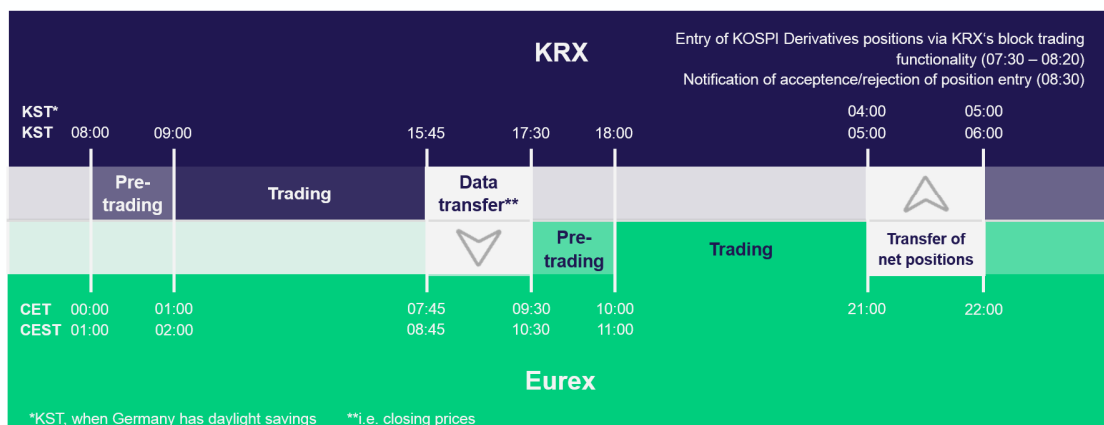 KRX
Entry of KOSPI Derivatives positions via KRX's block trading
functionality (07:30 – 08:20)
Notification of acceptence/rejection of position entry (08:30)
KST* 04:00 05:00
KST 08:00 09:00 15:45 17:30 18:00 05:00 06:00
Pre-
trading
Trading
Data
transfer**
Pre-
trading
Trading
Transfer of
net positions
CET 00:00 01:00 07:45 09:30 10:00 21:00 22:00
CEST 01:00 02:00 08:45 10:30 11:00
Eurex
*KST, when Germany has daylight savings **i.e. closing prices